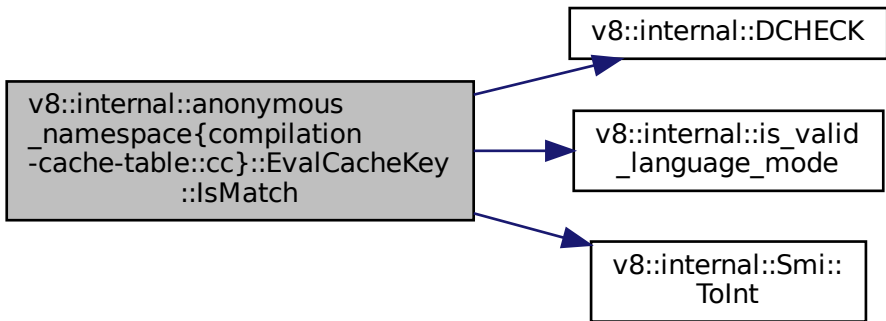 v8::internal::anonymous
_namespace{compilation
-cache-table::cc}::EvalCacheKey
::IsMatch
v8::internal::DCHECK
v8::internal::is_valid
_language_mode
v8::internal::Smi::
ToInt